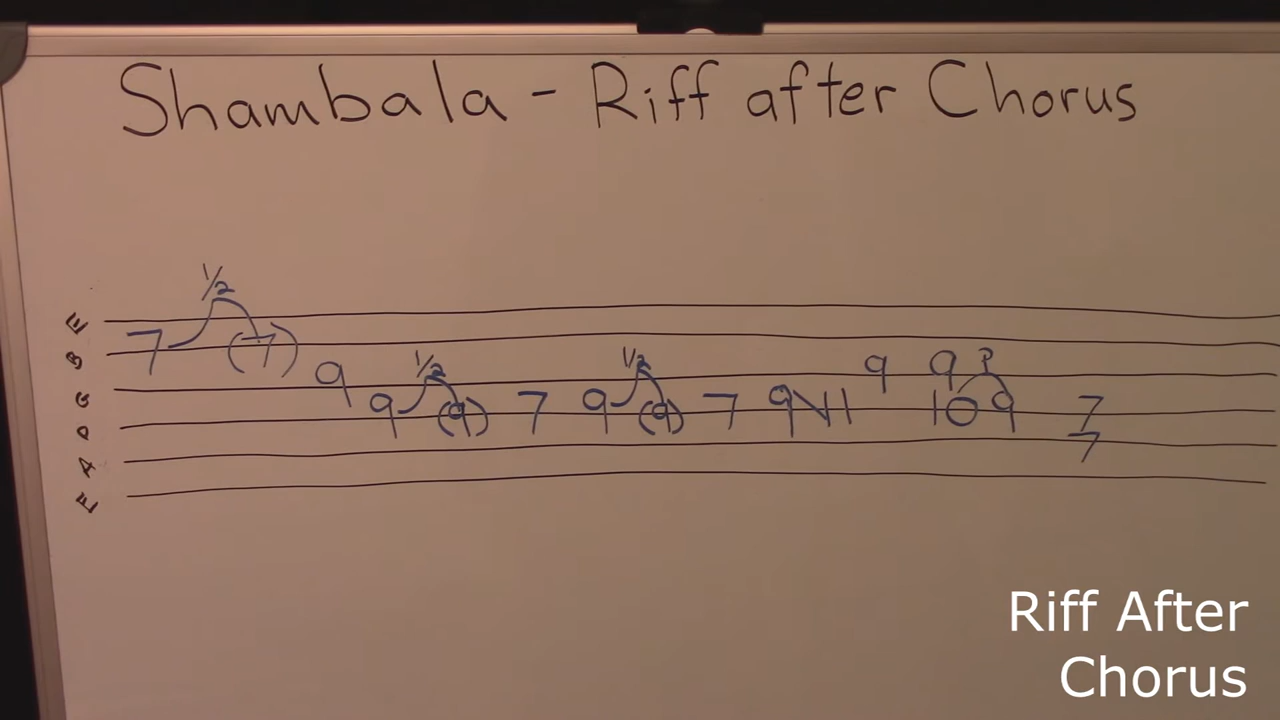 Shambala - Riff after Chorus
1/2 1/2 1/2
E
B 7 (7)
G 9 9 9 P
D 9 (9) 7 9 (9) 7 9 11 10 9 7
A 7
E
Riff After
Chorus